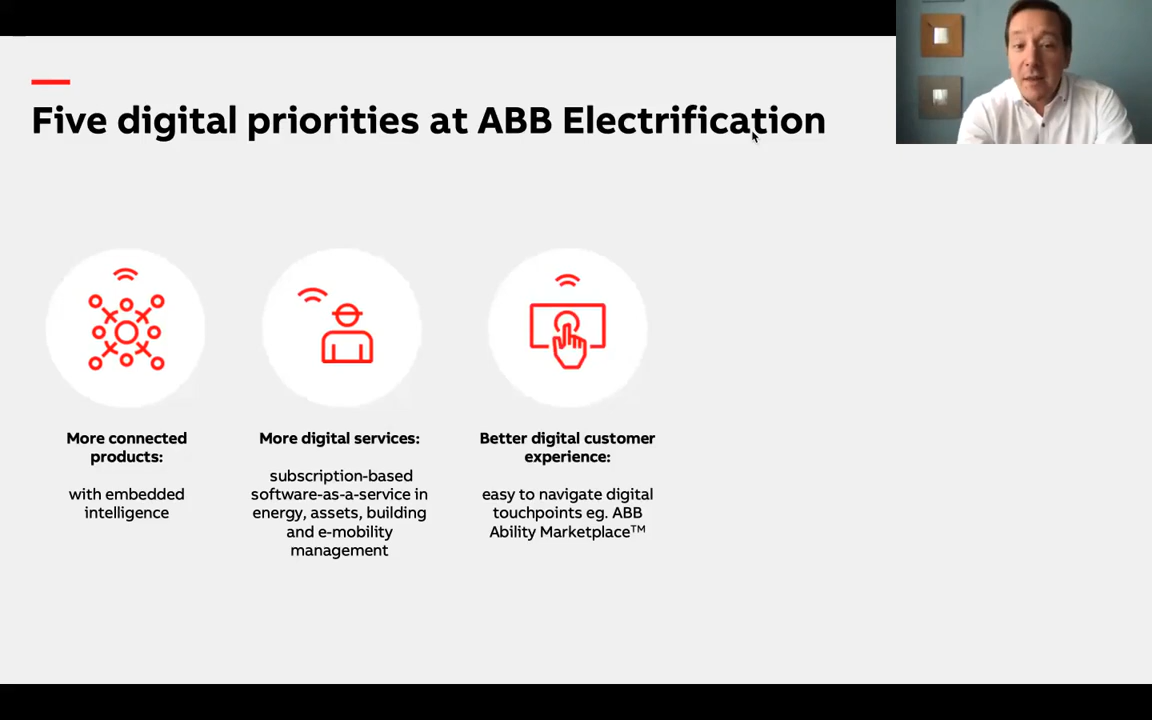 Five digital priorities at ABB Electrification
More connected
products:
with embedded
intelligence
More digital services:
subscription-based
software-as-a-service in
energy, assets, building
and e-mobility
management
Better digital customer
experience:
easy to navigate digital
touchpoints eg. ABB
Ability Marketplace™